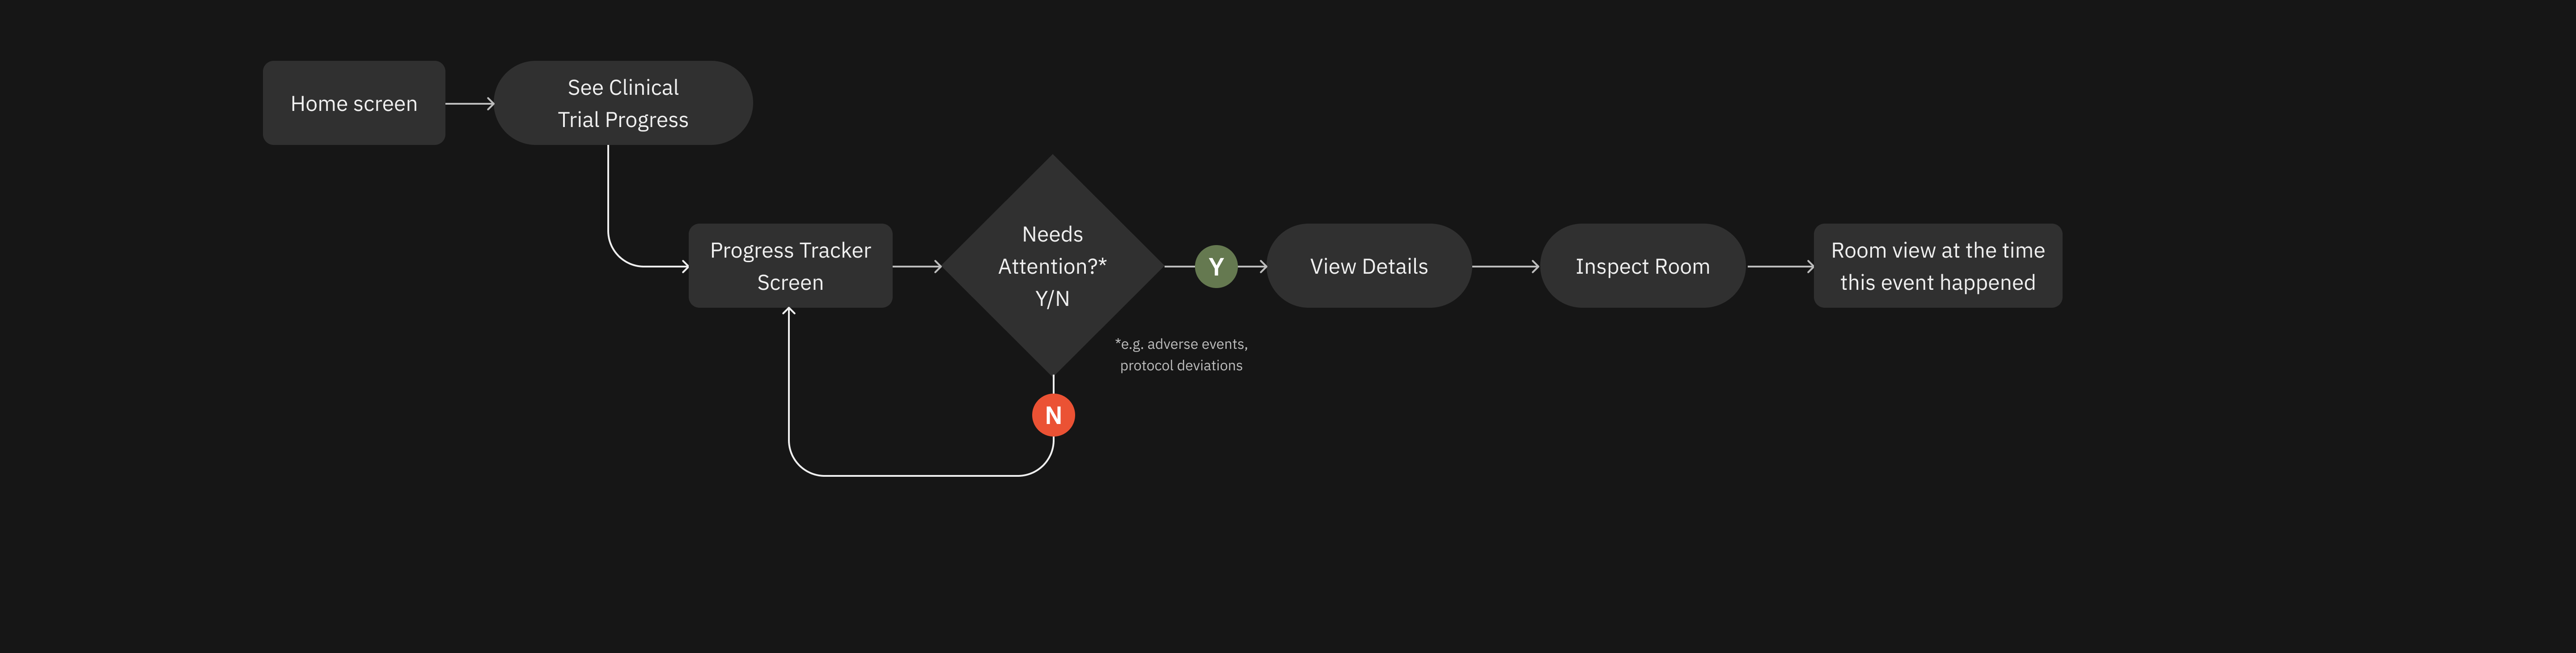 Home screen
See Clinical
Trial Progress
Progress Tracker
Screen
Needs
Attention?*
Y/N
Y
View Details
Inspect Room
Room view at the time
this event happened
*e.g. adverse events,
protocol deviations
N